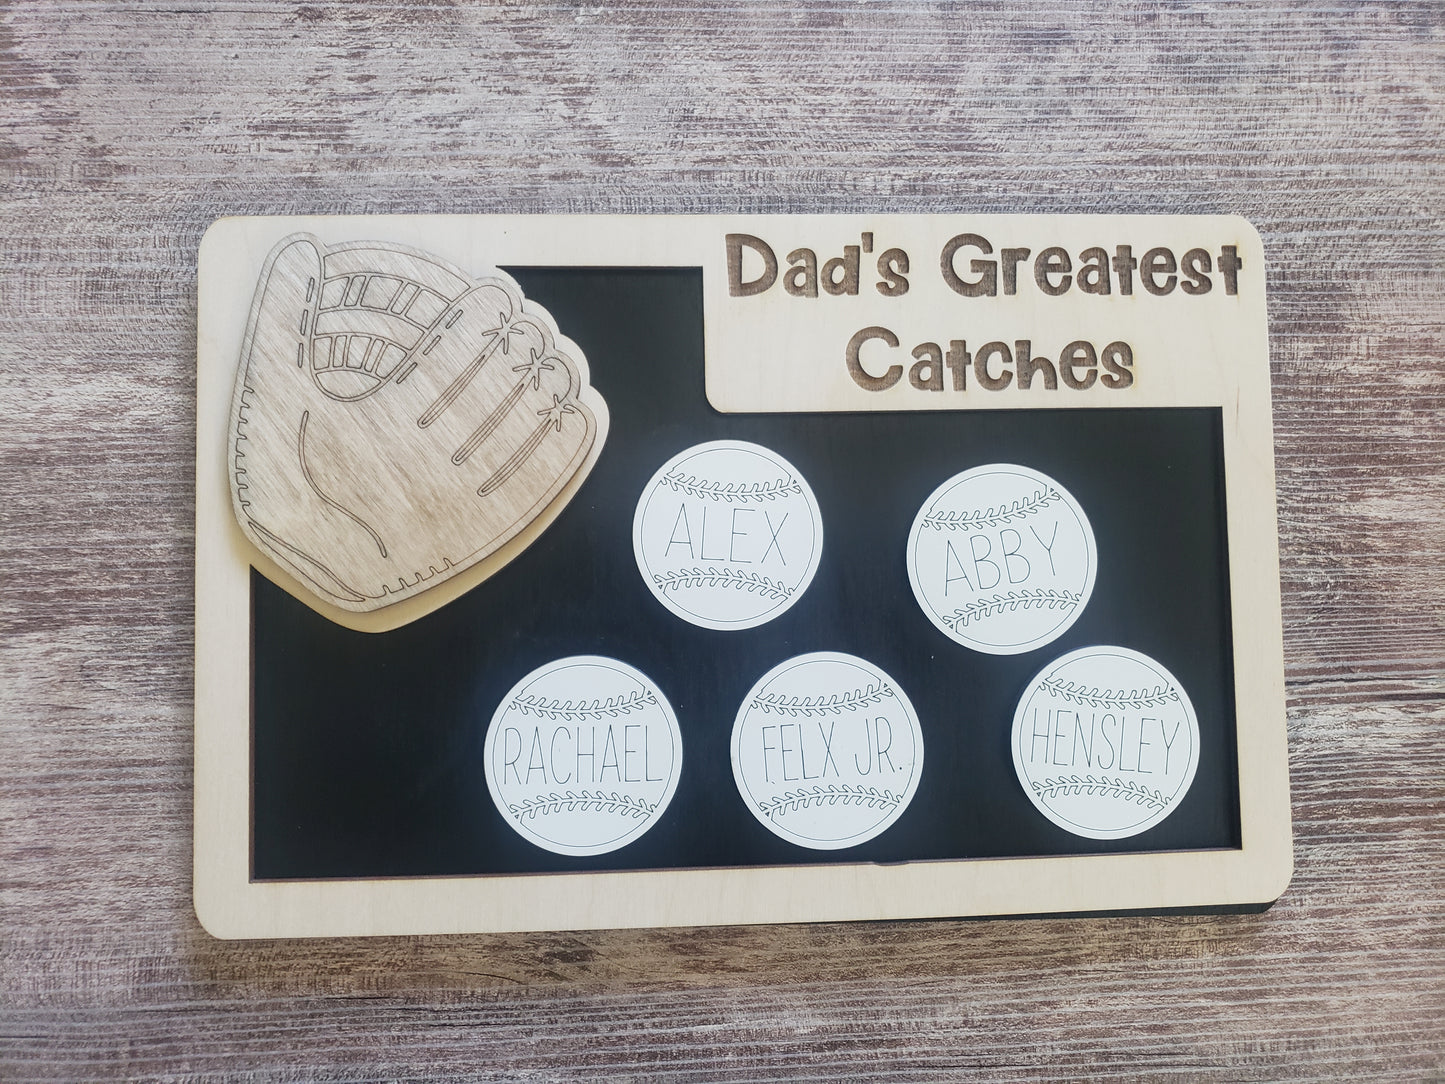 Dad's Greatest
Catches
ALEX
ABBY
RACHAEL
FELX JR.
HENSLEY